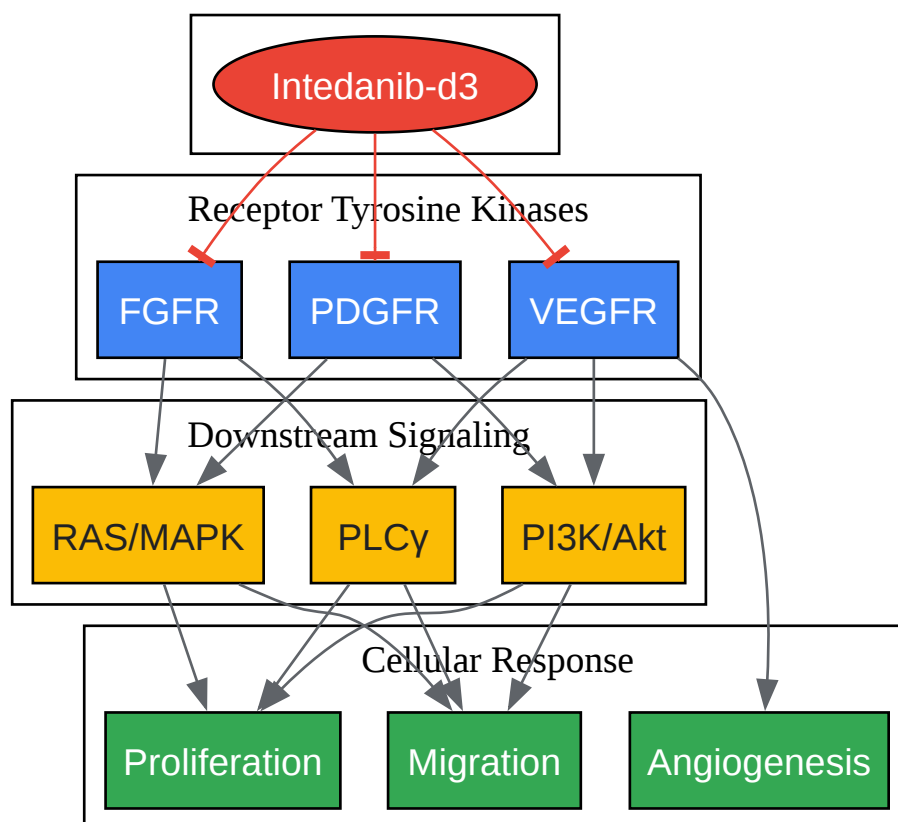 Intedanib-d3
Receptor Tyrosine Kinases
FGFR
PDGFR
VEGFR
Downstream Signaling
RAS/MAPK
PLCγ
PI3K/Akt
Cellular Response
Proliferation
Migration
Angiogenesis